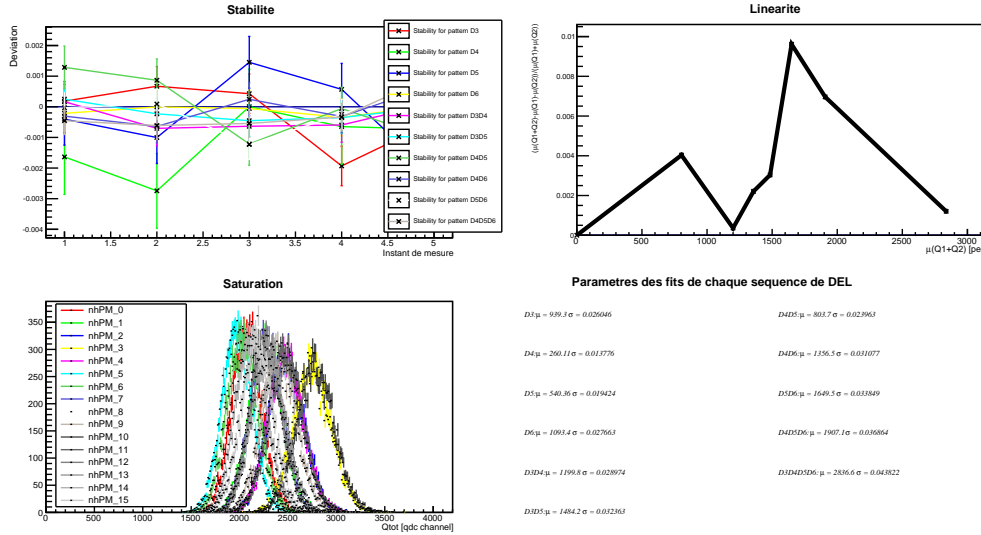 Stabilite
Deviation
0.002
0.001
0
-0.001
-0.002
-0.003
-0.004
1
1.5
2
2.5
3
3.5
4
4.5
5
Instant de mesure
Stability for pattern D3
Stability for pattern D4
Stability for pattern D5
Stability for pattern D6
Stability for pattern D3D4
Stability for pattern D3D5
Stability for pattern D4D5
Stability for pattern D4D6
Stability for pattern D5D6
Stability for pattern D4D5D6
Linearite
0.01
0.008
0.006
0.004
0.002
0
0
500
1000
1500
2000
2500
3000
μ(Q1+Q2) [pe
Saturation
350
300
250
200
150
100
50
0
0
500
1000
1500
2000
2500
3000
3500
4000
Qtot [qdc channel]
nhPM_0
nhPM_1
nhPM_2
nhPM_3
nhPM_4
nhPM_5
nhPM_6
nhPM_7
nhPM_8
nhPM_9
nhPM_10
nhPM_11
nhPM_12
nhPM_13
nhPM_14
nhPM_15
Parametres des fits de chaque sequence de DEL
D3:μ = 939.3 σ = 0.026046
D4:μ = 260.11σ = 0.013776
D5:μ = 540.36 σ = 0.019424
D6:μ = 1093.4 σ = 0.027663
D3D4:μ = 1199.8 σ = 0.028974
D3D5:μ = 1484.2 σ = 0.032363
D4D5:μ = 803.7 σ = 0.023963
D4D6:μ = 1356.5 σ = 0.031077
D5D6:μ = 1649.5 σ = 0.033849
D4D5D6:μ = 1907.1σ = 0.036864
D3D4D5D6:μ = 2836.6 σ = 0.043822